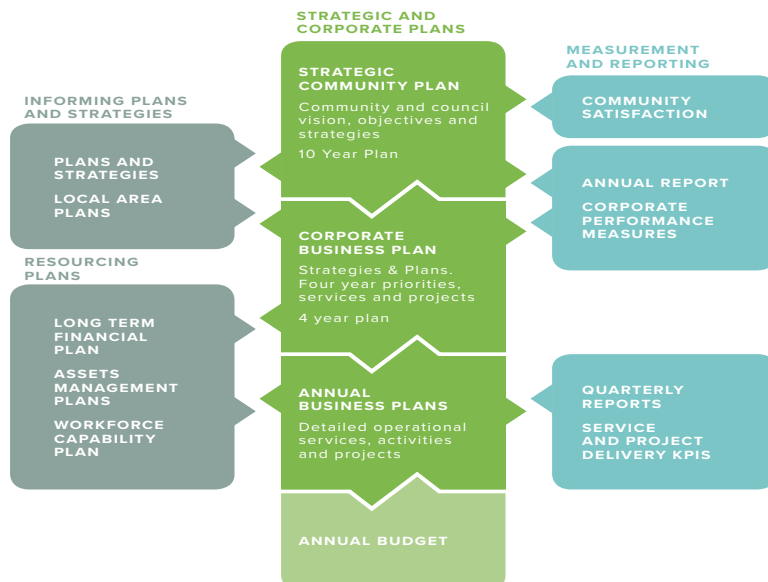 STRATEGIC AND
CORPORATE PLANS
STRATEGIC
COMMUNITY PLAN
Community and council
vision, objectives and
strategies
10 Year Plan
CORPORATE
BUSINESS PLAN
Strategies & Plans.
Four year priorities,
services and projects
4 year plan
ANNUAL
BUSINESS PLANS
Detailed operational
services, activities
and projects
ANNUAL BUDGET
INFORMING PLANS
AND STRATEGIES
PLANS AND
STRATEGIES
LOCAL AREA
PLANS
RESOURCING
PLANS
LONG TERM
FINANCIAL
PLAN
ASSETS
MANAGEMENT
PLANS
WORKFORCE
CAPABILITY
PLAN
MEASUREMENT
AND REPORTING
COMMUNITY
SATISFACTION
ANNUAL REPORT
CORPORATE
PERFORMANCE
MEASURES
QUARTERLY
REPORTS
SERVICE
AND PROJECT
DELIVERY KPIS